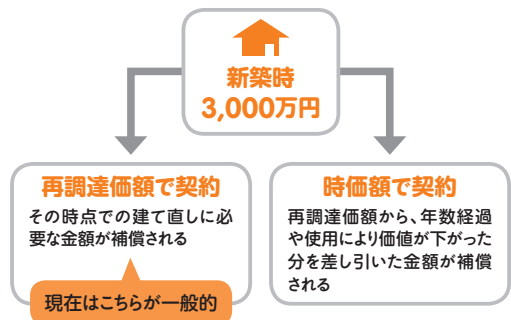 新築時
3,000万円
再調達価額で契約
その時点での建て直しに必
要な金額が補償される
現在はこちらが一般的
時価額で契約
再調達価額から、年数経過
や使用により価値が下がった
分を差し引いた金額が補償
される